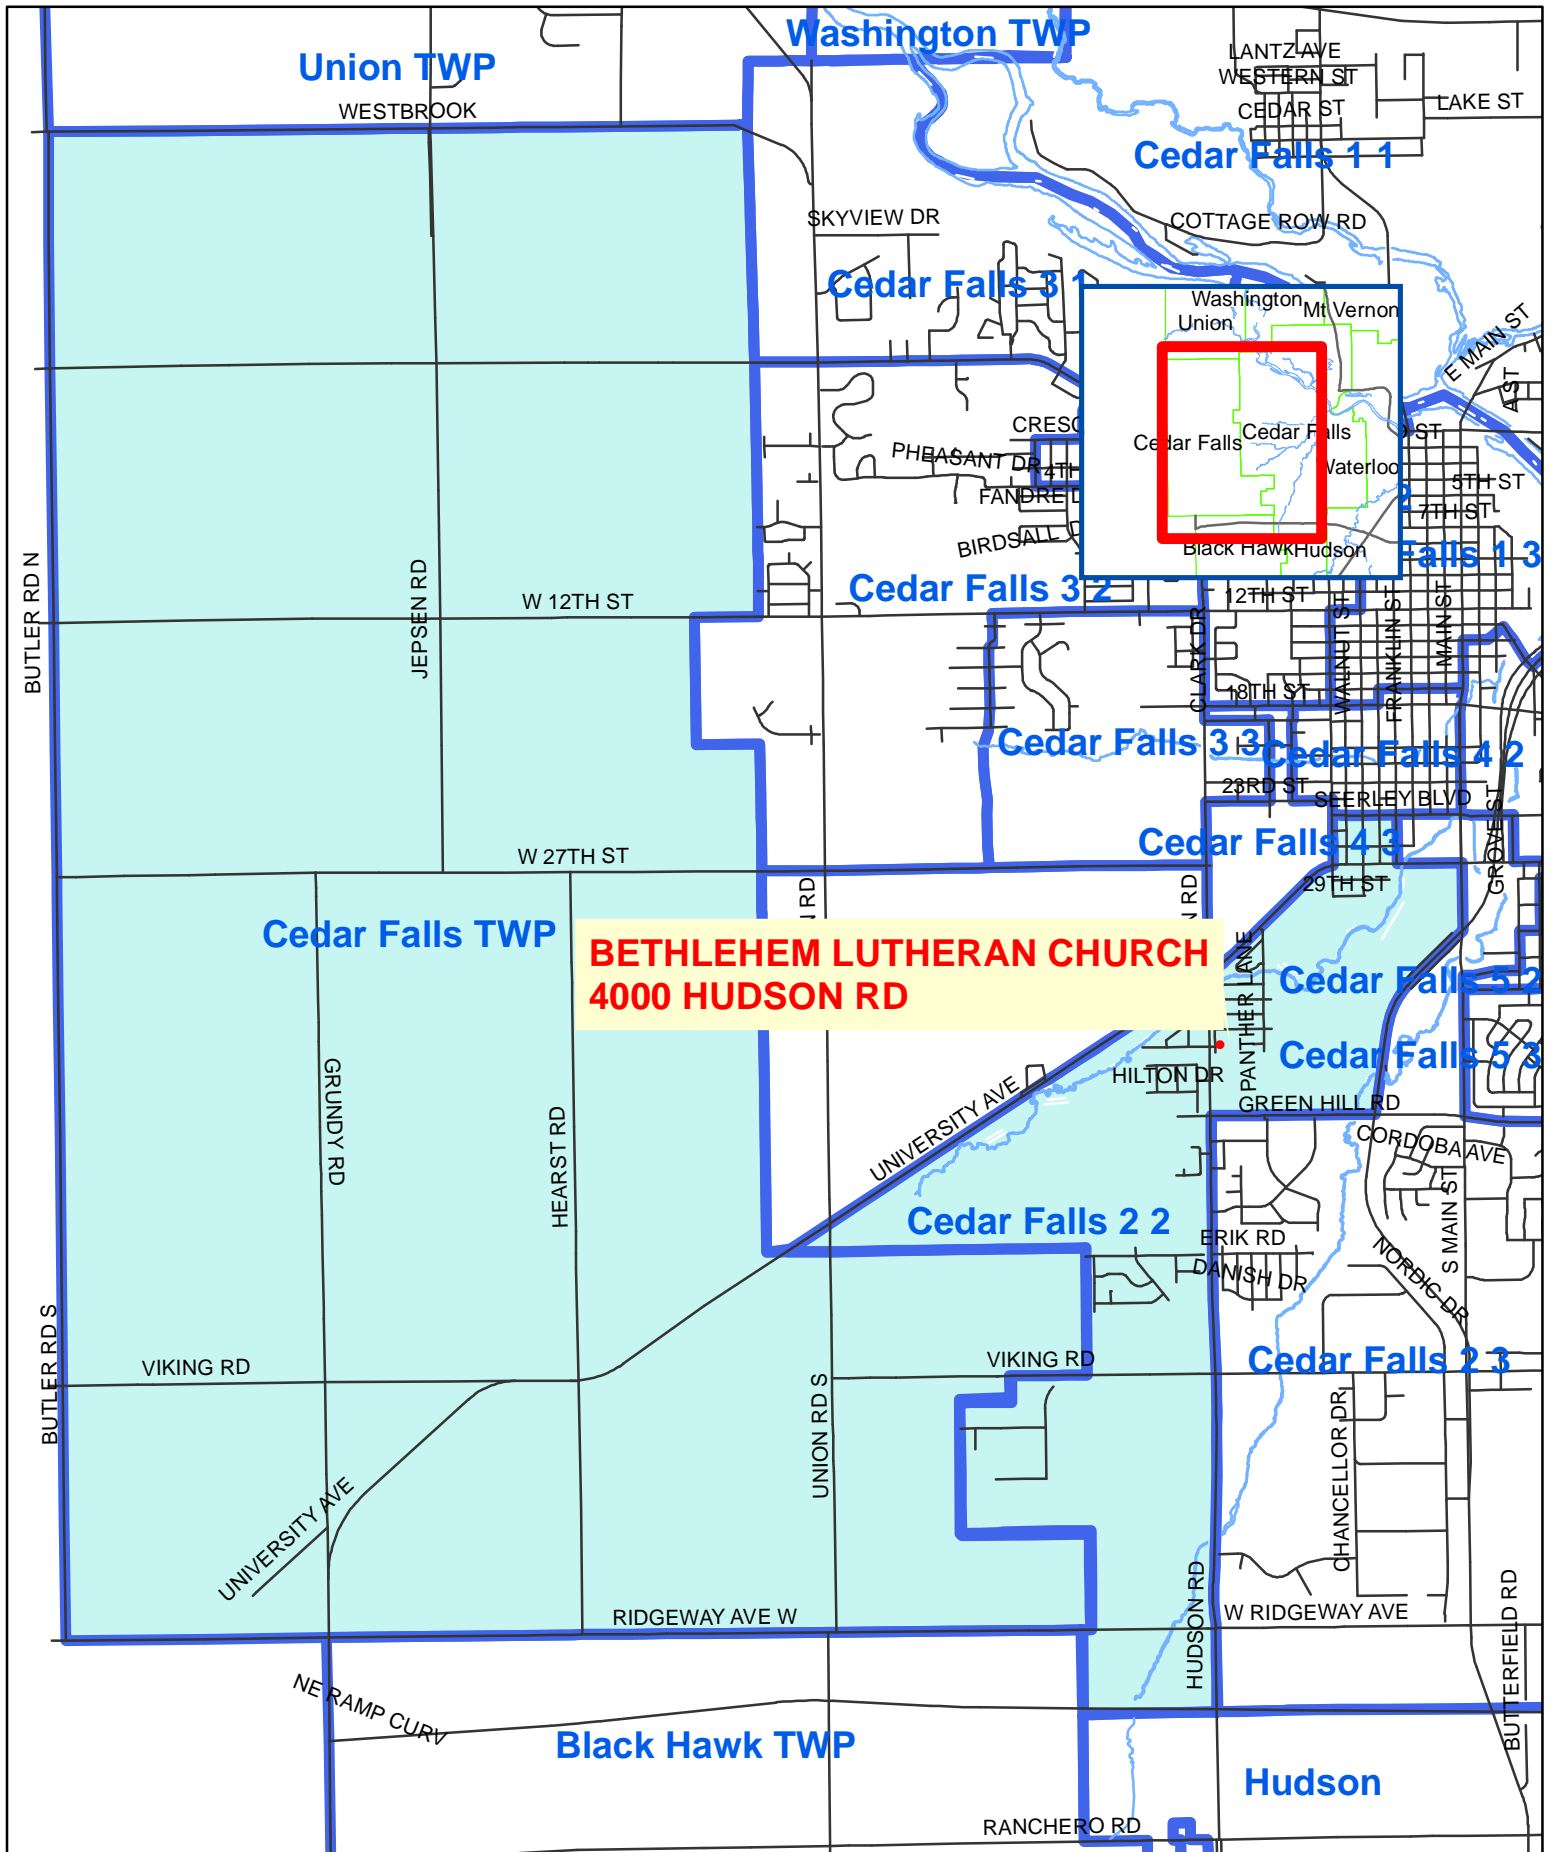 Washington TWP
Union TWP
LANTZ AVE
WESTERN ST
CEDAR ST
LAKE ST
WESTBROOK
Cedar Falls 1 1
SKYVIEW DR
COTTAGE ROW RD
Cedar Falls 3 1
Washington
Mt Vernon
Union
E MAIN ST
A ST
CRESC
Cedar Falls
Cedar Falls
ST
PHEASANT DR
4TH
Waterloo
5TH ST
FANDRE D
2
7TH ST
BIRDSALL D
Black Hawk
Hudson
Falls 1 3
BUTLER RD N
JEPSEN RD
W 12TH ST
Cedar Falls 3 2
12TH ST
CLARK DR
WALNUT ST
FRANKLIN ST
MAIN ST
18TH ST
Cedar Falls 3 3
Cedar Falls 4 2
23RD ST
SEERLEY BLVD
GROVE ST
Cedar Falls 4 3
W 27TH ST
29TH ST
N RD
N RD
Cedar Falls TWP
BETHLEHEM LUTHERAN CHURCH
4000 HUDSON RD
PANTHER LANE
Cedar Falls 5 2
Cedar Falls 5 3
GRUNDY RD
HEARST RD
UNIVERSITY AVE
HILTON DR
GREEN HILL RD
CORDOBA AVE
S MAIN ST
Cedar Falls 2 2
ERIK RD
DANISH DR
NORDIC DR
BUTLER RD S
VIKING RD
VIKING RD
Cedar Falls 2 3
UNION RD S
CHANCELLOR DR
UNIVERSITY AVE
HUDSON RD
RIDGEWAY AVE W
W RIDGEWAY AVE
BUTTERFIELD RD
NE RAMP CURV
Black Hawk TWP
Hudson
RANCHERO RD